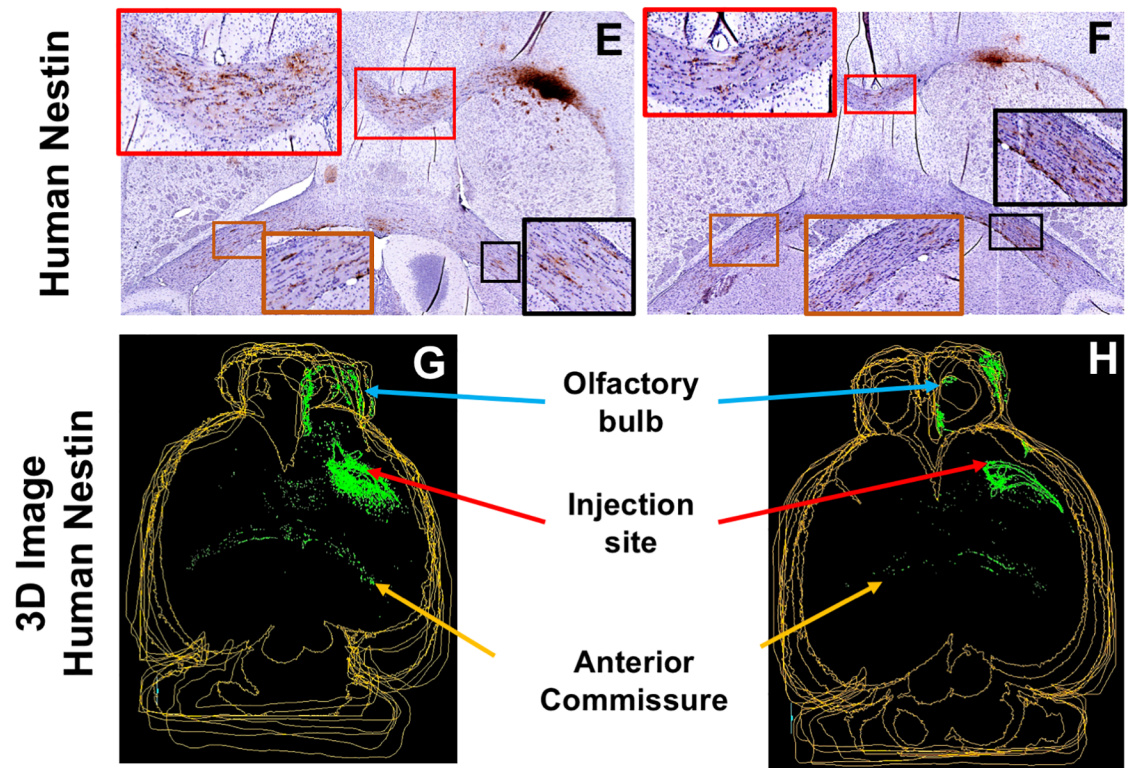 Human Nestin
E
F
3D Image
Human Nestin
G
H
Olfactory
bulb
Injection
site
Anterior
Commissure